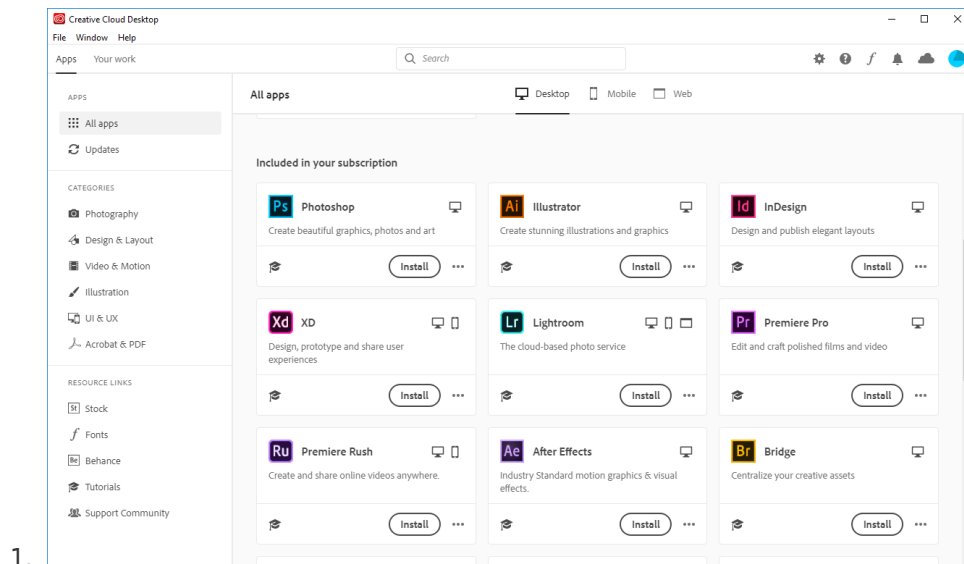 Creative Cloud Desktop
File Window Help
Apps Your work Search
APPS
All apps
Updates
CATEGORIES
Photography
Design & Layout
Video & Motion
Illustration
UI & UX
Acrobat & PDF
RESOURCE LINKS
St Stock
Fonts
Be Behance
Tutorials
Support Community
All apps Desktop Mobile Web
Included in your subscription
Ps Photoshop
Create beautiful graphics, photos and art
Install
Ai Illustrator
Create stunning illustrations and graphics
Install
Id InDesign
Design and publish elegant layouts
Install
Xd XD
Design, prototype and share user
experiences
Install
Lr Lightroom
The cloud-based photo service
Install
Pr Premiere Pro
Edit and craft polished films and video
Install
Ru Premiere Rush
Create and share online videos anywhere.
Install
Ae After Effects
Industry Standard motion graphics & visual
effects.
Install
Br Bridge
Centralize your creative assets
Install
1.